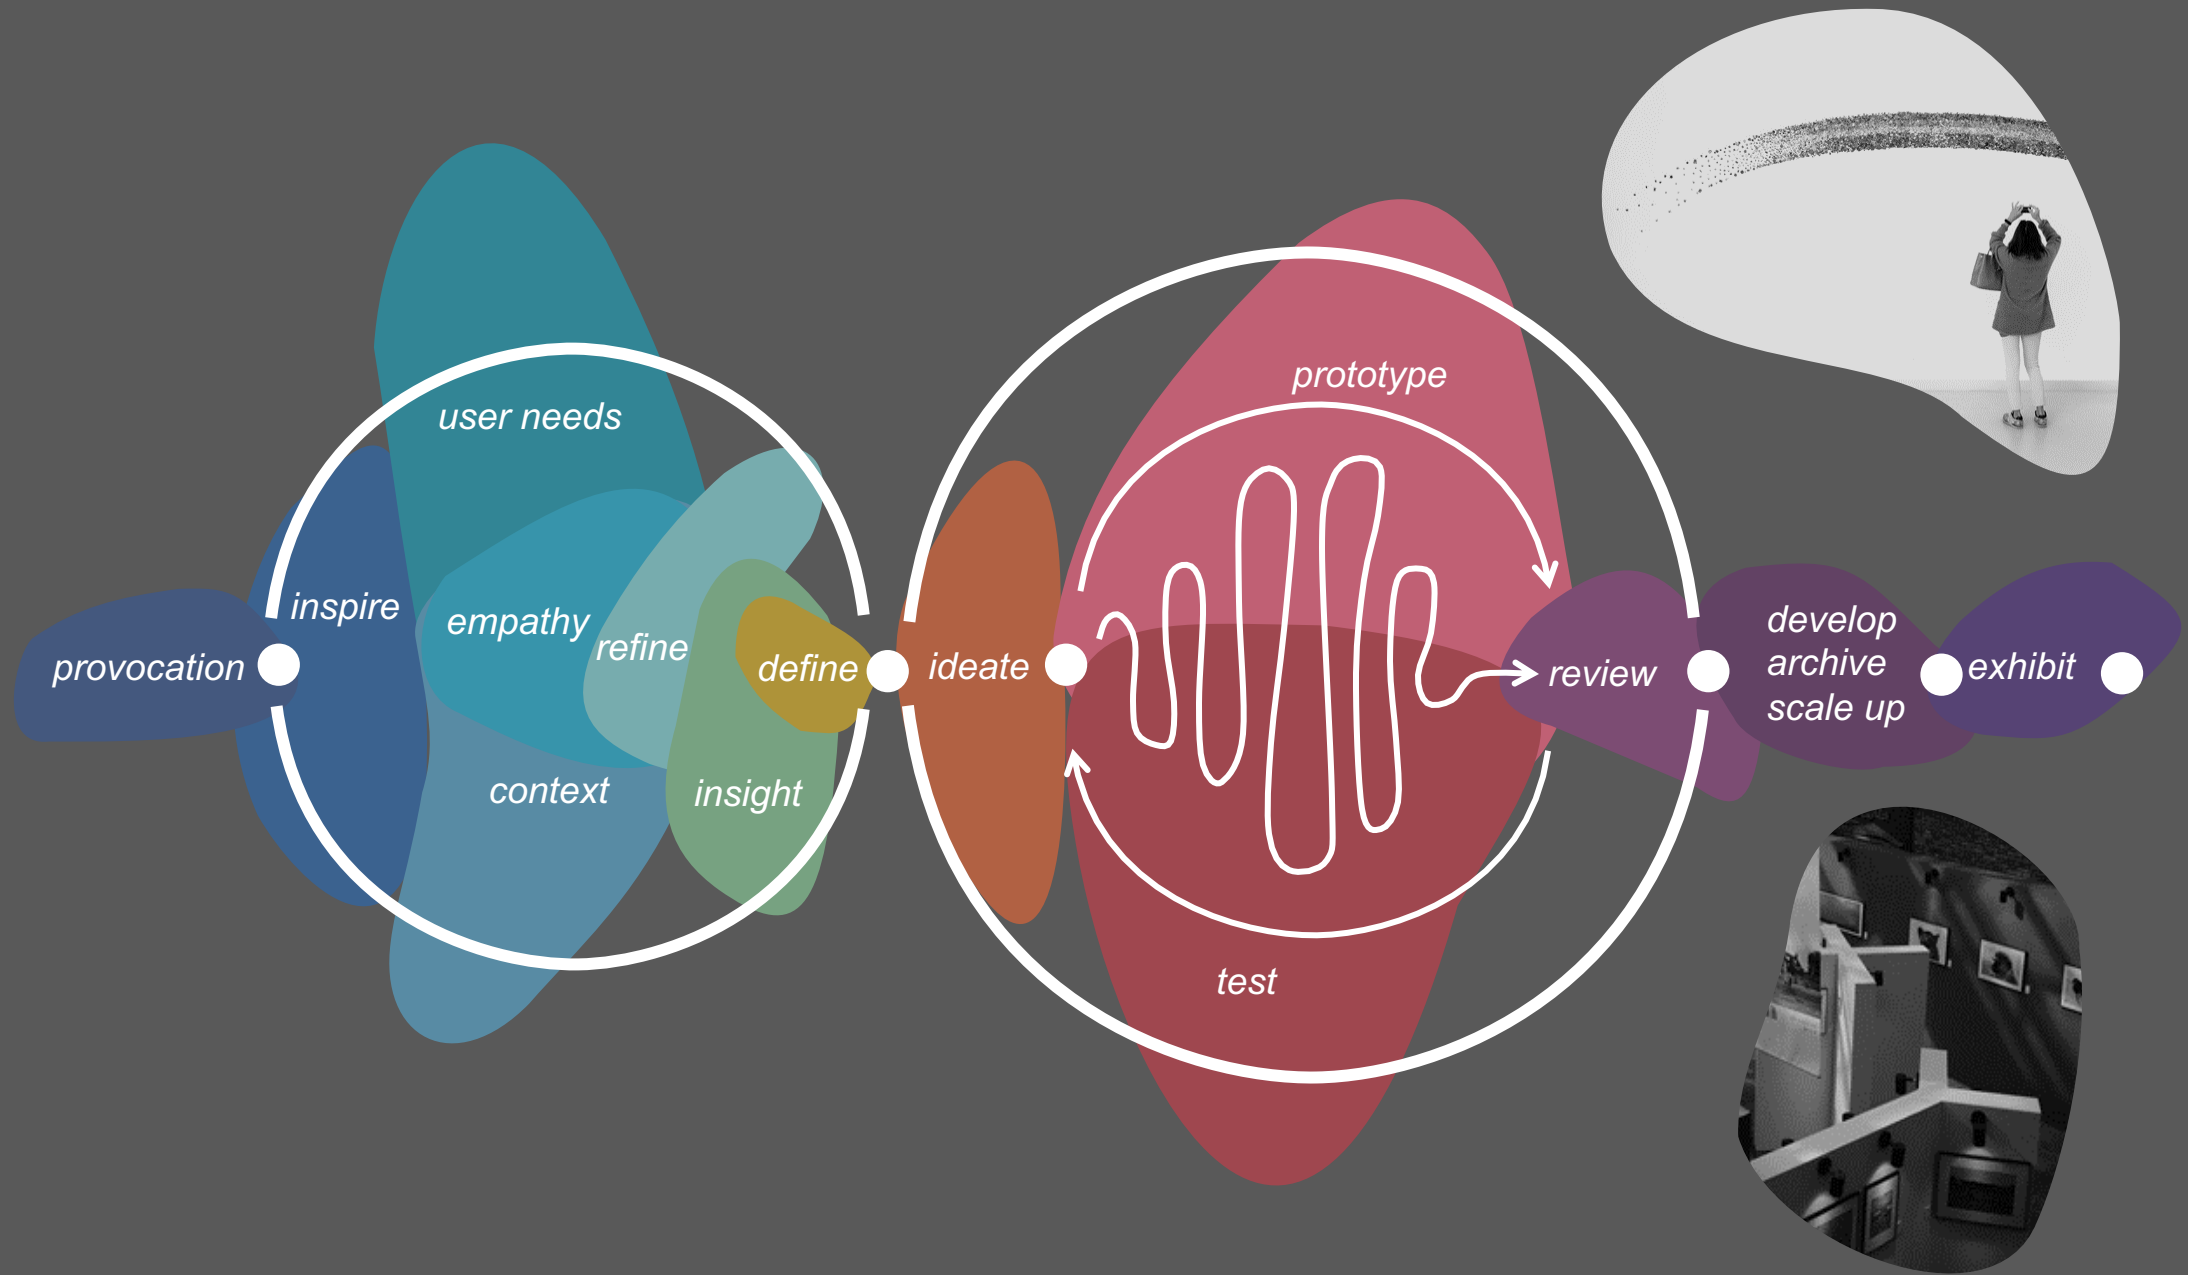 provocation
inspire
user needs
empathy
context
refine
insight
define
ideate
prototype
test
review
develop
archive
scale up
exhibit